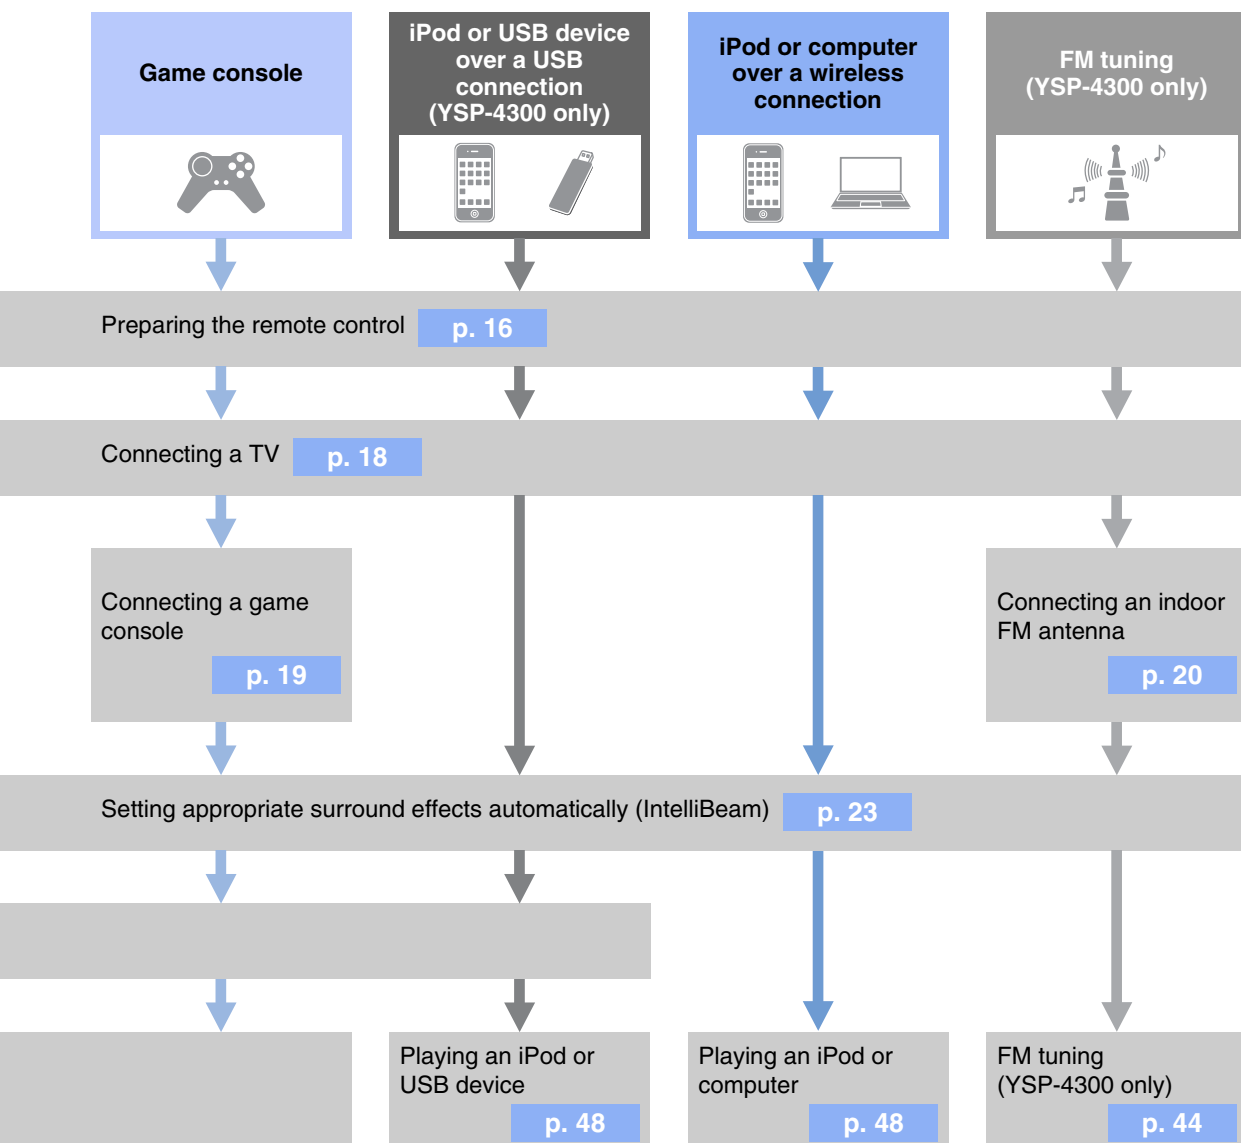 Game console
iPod or USB device
over a USB
connection
(YSP-4300 only)
iPod or computer
over a wireless
connection
FM tuning
(YSP-4300 only)
Preparing the remote control p. 16
Connecting a TV p. 18
Connecting a game
console
p. 19
Connecting an indoor
FM antenna
p. 20
Setting appropriate surround effects automatically (IntelliBeam) p. 23
Playing an iPod or
USB device
p. 48
Playing an iPod or
computer
p. 48
FM tuning
(YSP-4300 only)
p. 44